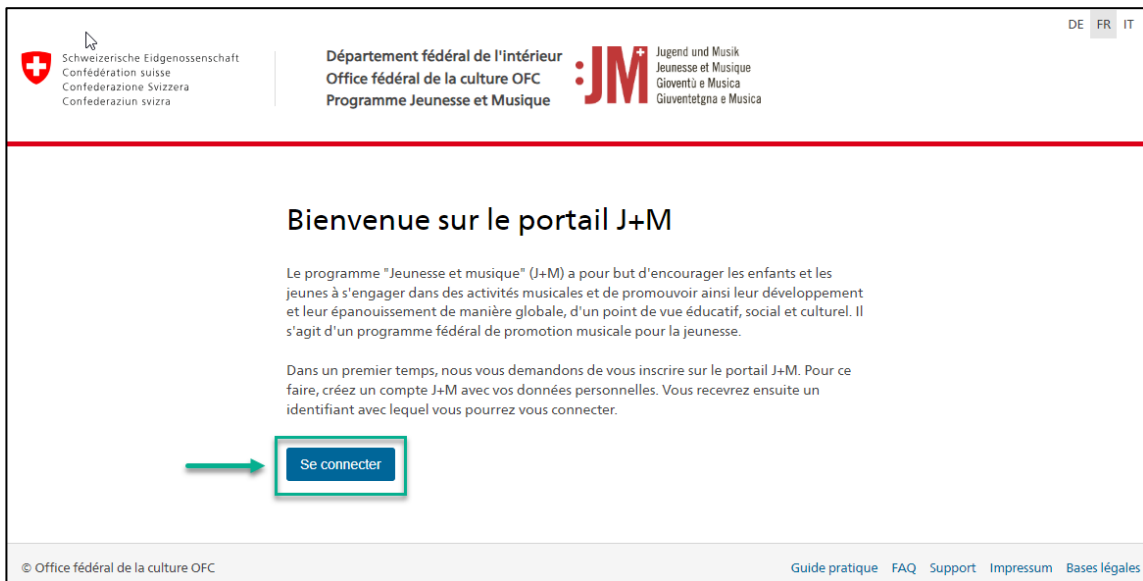 DE FR IT
Schweizerische Eidgenossenschaft
Confédération suisse
Confederazione Svizzera
Confederaziun svizra
Département fédéral de l'intérieur
Office fédéral de la culture OFC
Programme Jeunesse et Musique
:JM
Jugend und Musik
Jeunesse et Musique
Gioventù e Musica
Giuventetgna e Musica
Bienvenue sur le portail J+M
Le programme "Jeunesse et musique" (J+M) a pour but d'encourager les enfants et les
jeunes à s'engager dans des activités musicales et de promouvoir ainsi leur développement
et leur épanouissement de manière globale, d'un point de vue éducatif, social et culturel. Il
s'agit d'un programme fédéral de promotion musicale pour la jeunesse.
Dans un premier temps, nous vous demandons de vous inscrire sur le portail J+M. Pour ce
faire, créez un compte J+M avec vos données personnelles. Vous recevrez ensuite un
identifiant avec lequel vous pourrez vous connecter.
Se connecter
© Office fédéral de la culture OFC
Guide pratique FAQ Support Impressum Bases légales